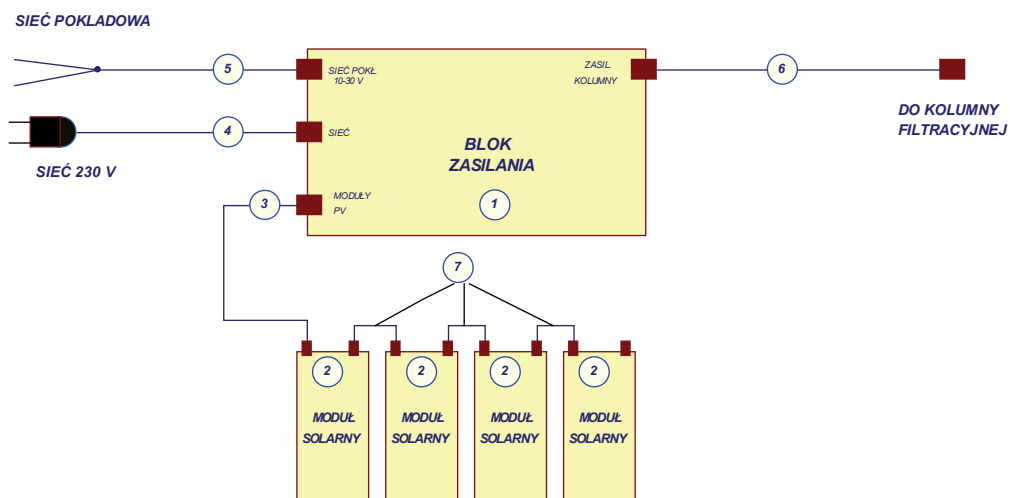 SIEĆ POKLADOWA
5
SIEĆ POKŁ.
10-30 V
ZASIL.
KOLUMNY
6
DO KOLUMNY
FILTRACYJNEJ
4
SIEĆ
SIEĆ 230 V
BLOK
ZASILANIA
1
3
MODUŁY
PV
7
2
2
2
2
MODUŁ
SOLARNY
MODUŁ
SOLARNY
MODUŁ
SOLARNY
MODUŁ
SOLARNY